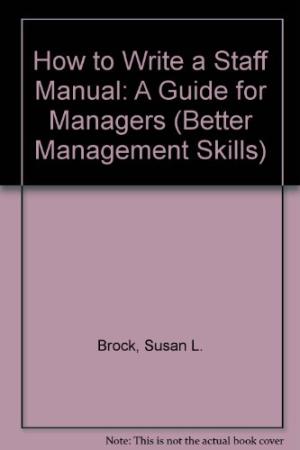 How to Write a Staff
Manual: A Guide for
Managers (Better
Management Skills)
Brock, Susan L.
Note: This is not the actual book cover